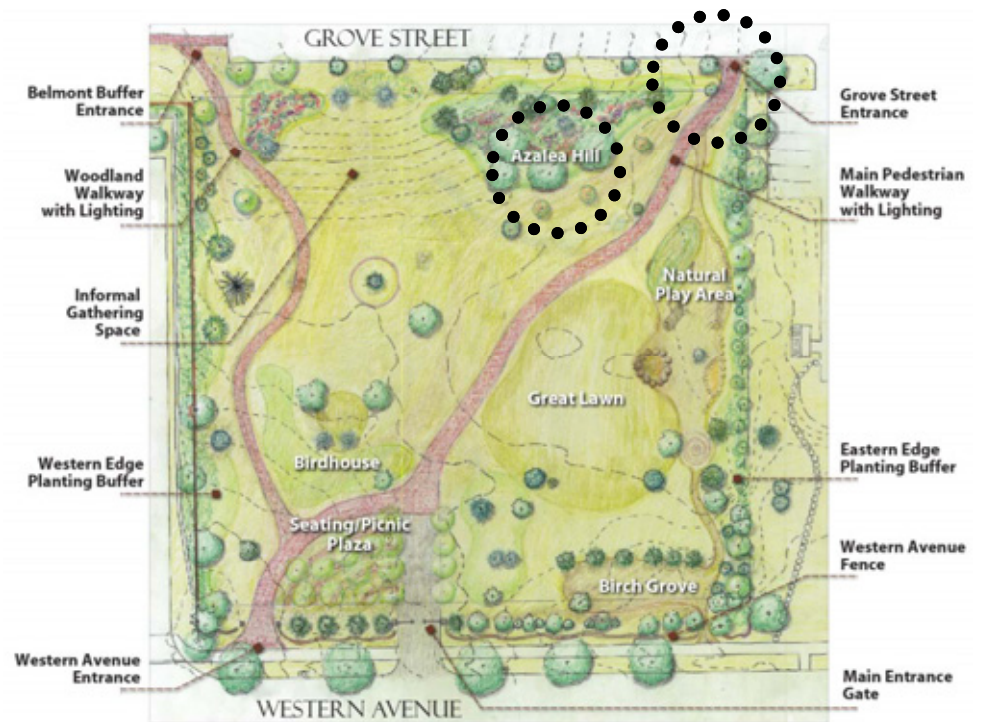 GROVE STREET
Belmont Buffer
Entrance
Grove Street
Entrance
Azalea Hill
Woodland
Walkway
with Lighting
Main Pedestrian
Walkway
with Lighting
Natural
Play Area
Informal
Gathering
Space
Great Lawn
Birdhouse
Western Edge
Planting Buffer
Eastern Edge
Planting Buffer
Seating/Picnic
Plaza
Western Avenue
Fence
Birch Grove
Western Avenue
Entrance
Main Entrance
Gate
WESTERN AVENUE